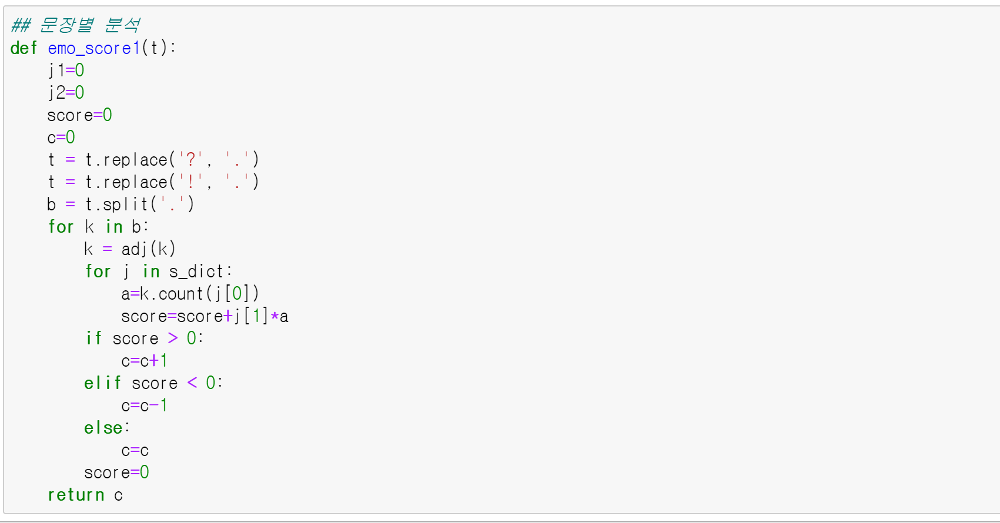 ## 문장별 분석
def emo_score1(t):
    j1=0
    j2=0
    score=0
    c=0
    t = t.replace('?', '.')
    t = t.replace('!', '.')
    b = t.split('.')
    for k in b:
        k = adj(k)
        for j in s_dict:
            a=k.count(j[0])
            score=score+j[1]*a
        if score > 0:
            c=c+1
        elif score < 0:
            c=c-1
        else:
            c=c
        score=0
    return c